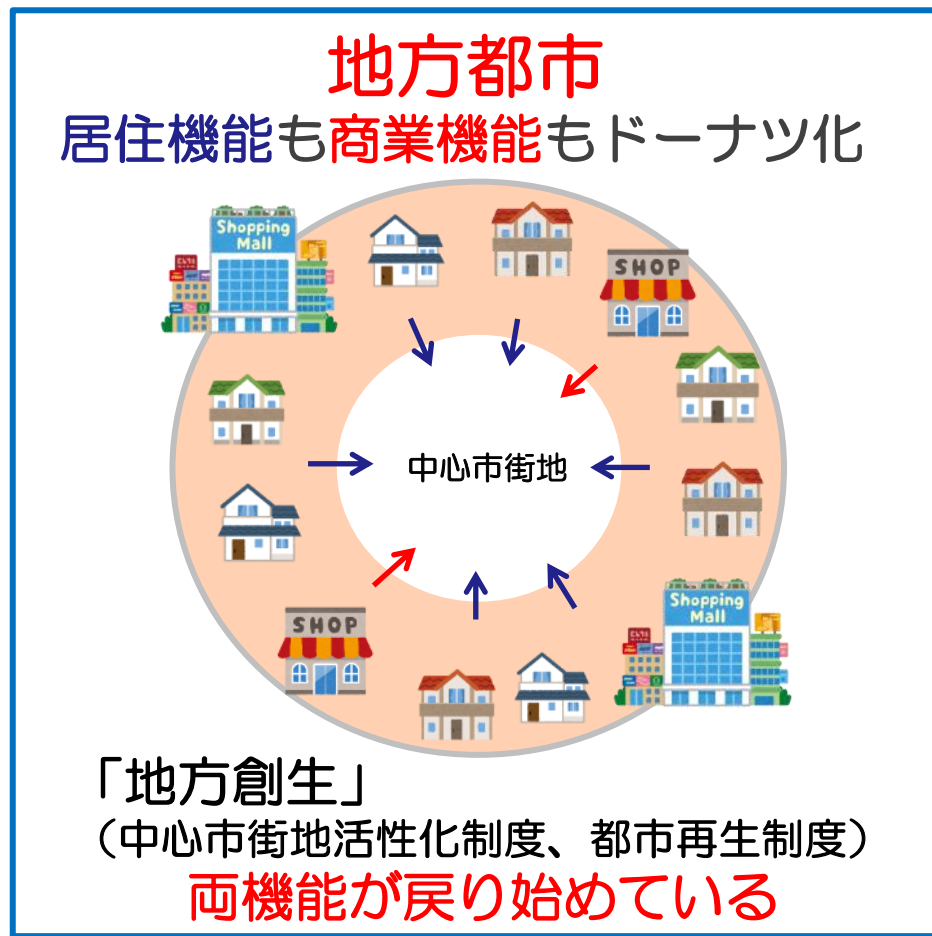 地方都市
居住機能も商業機能もドーナツ化
Shopping
Mall
SHOP
中心市街地
SHOP
Shopping
Mall
「地方創生」
（中心市街地活性化制度、都市再生制度）
両機能が戻り始めている